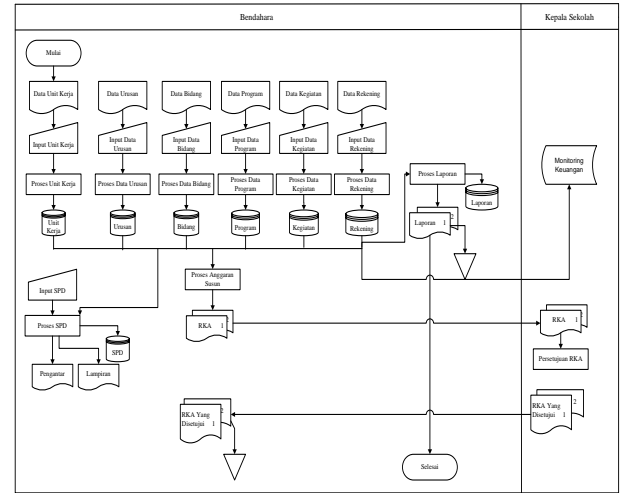 Bendahara
Kepala Sekolah
Mulai
Data Unit Kerja
Data Urusan
Data Bidang
Data Program
Data Kegiatan
Data Rekening
Input Unit Kerja
Input Data
Urusan
Input Data
Bidang
Input Data
Program
Input Data
Kegiatan
Input Data
Rekening
Proses Unit Kerja
Proses Data Urusan
Proses Data Bidang
Proses Data
Program
Proses Data
Kegiatan
Proses Data
Rekening
Unit
Kerja
Urusan
Bidang
Program
Kegiatan
Rekening
Proses Laporan
Laporan
Laporan 1
2
Monitoring
Keuangan
Proses Anggaran
Susun
Input SPD
Proses SPD
SPD
Pengantar
Lampiran
RKA 1
2
RKA 1
2
Persetujuan RKA
RKA Yang
Disetujui 1
2
RKA Yang
Disetujui 1
2
Selesai